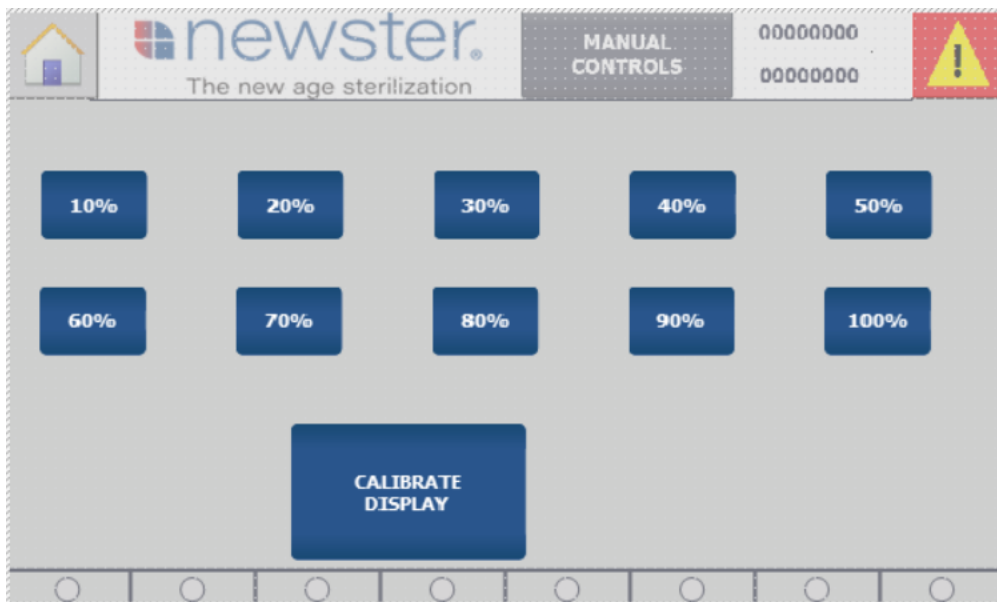 newster®
The new age sterilization
MANUAL
CONTROLS
00000000
00000000
!
10% 20% 30% 40% 50%
60% 70% 80% 90% 100%
CALIBRATE
DISPLAY